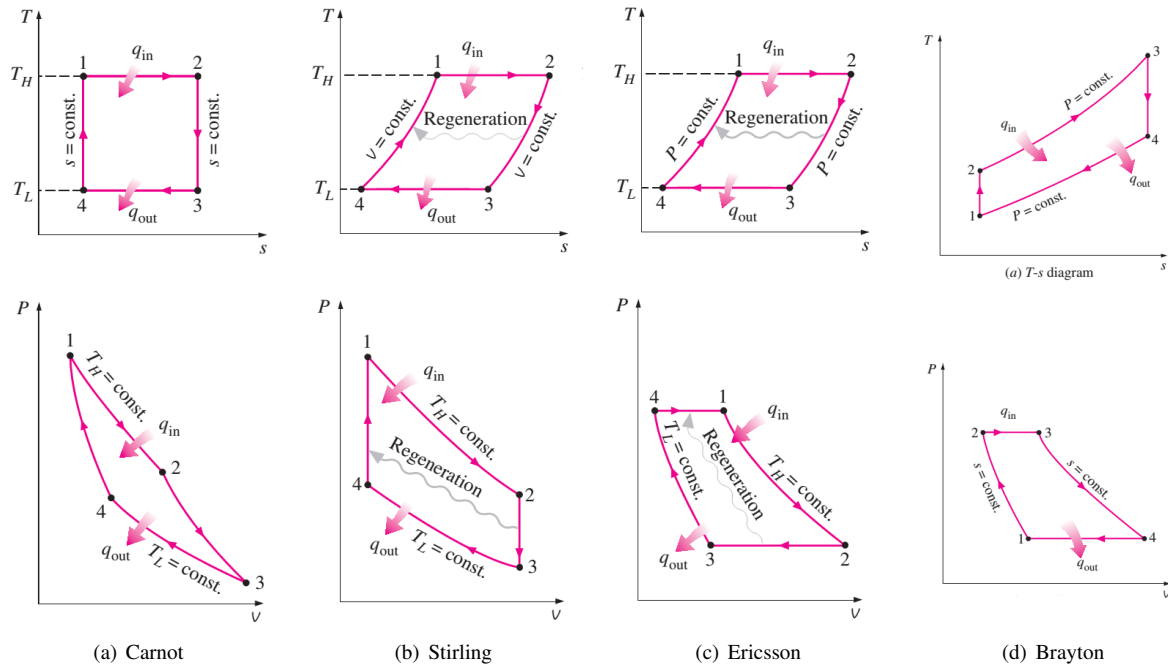 T
1
q_in
2
T_H
s = const.
s = const.
T_L
4
q_out
3
s
T
1
q_in
2
T_H
v = const.
Regeneration
v = const.
T_L
4
q_out
3
s
T
1
q_in
2
T_H
P = const.
Regeneration
P = const.
T_L
4
q_out
3
s
T
3
P = const.
q_in
4
2
q_out
1
P = const.
s
(a) T-s diagram
P
1
T_H = const.
q_in
2
4
q_out
T_L = const.
3
v
P
1
q_in
T_H = const.
Regeneration
4
2
q_out
T_L = const.
3
v
P
4
1
q_in
T_L = const.
Regeneration
T_H = const.
q_out
3
2
v
P
q_in
2
3
s = const.
s = const.
1
4
q_out
v
(a) Carnot
(b) Stirling
(c) Ericsson
(d) Brayton